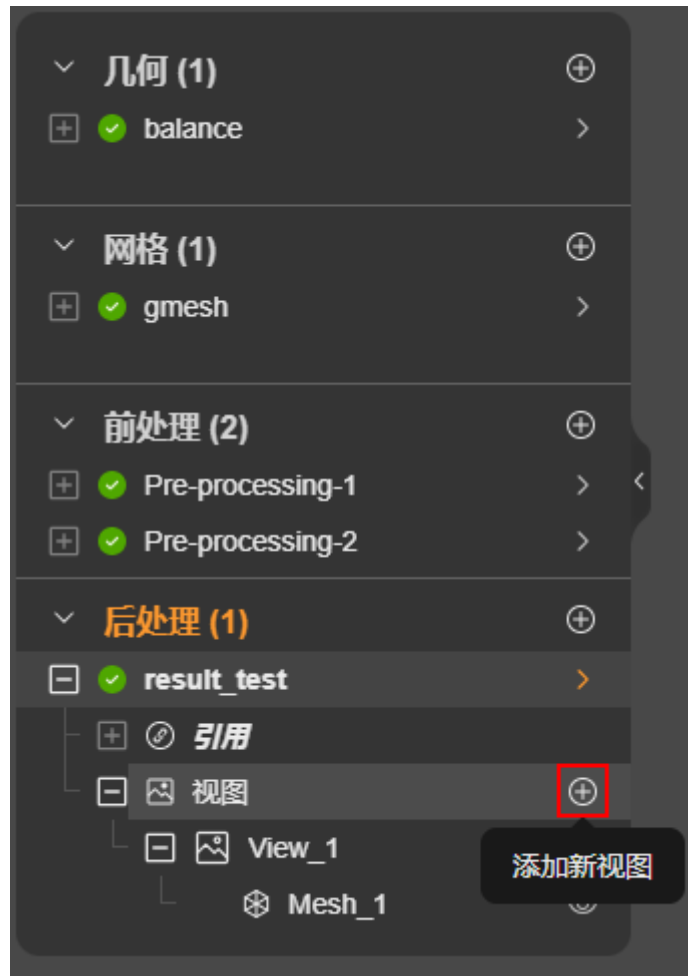 几何 (1)
balance
网格 (1)
gmesh
前处理 (2)
Pre-processing-1
Pre-processing-2
后处理 (1)
result_test
引用
视图
View_1
添加新视图
Mesh_1